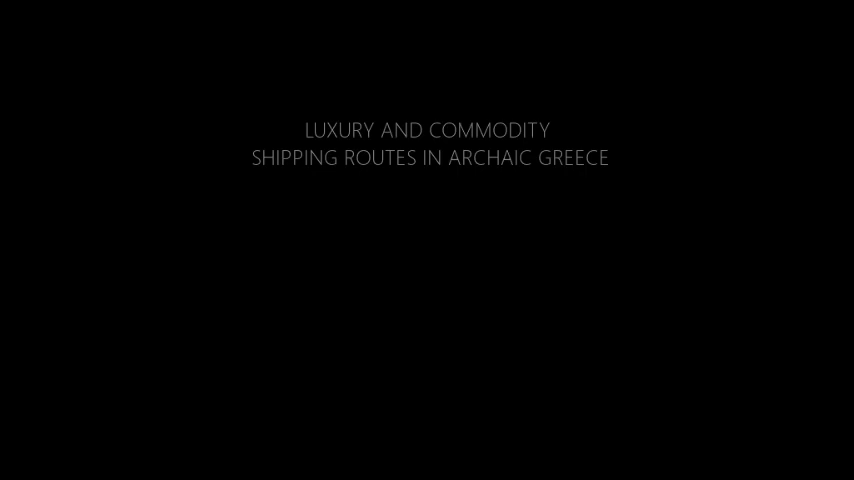 LUXURY AND COMMODITY
SHIPPING ROUTES IN ARCHAIC GREECE